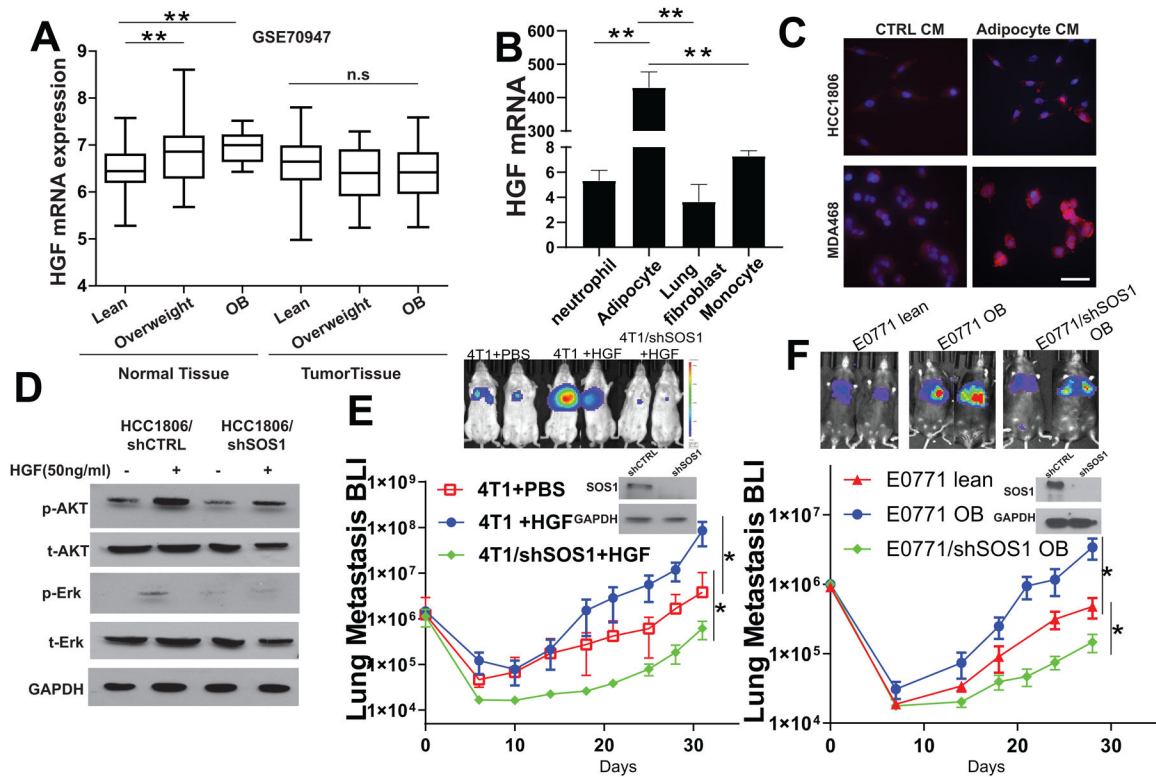 A
GSE70947
**
**
n.s
HGF mRNA expression
9
8
7
6
5
4
Lean
Overweight
OB
Lean
Overweight
OB
Normal Tissue
TumorTissue
B
**
**
**
HGF mRNA
600
500
400
300
200
100
8
6
4
2
0
neutrophil
Adipocyte
Lung
fibroblast
Monocyte
C
CTRL CM
Adipocyte CM
HCC1806
MDA468
D
HCC1806/
shCTRL
HCC1806/
shSOS1
HGF(50ng/ml)
- + - +
p-AKT
t-AKT
p-Erk
t-Erk
GAPDH
E
4T1+PBS
4T1 +HGF
4T1/shSOS1
+HGF
shCTRL
shSOS1
SOS1
GAPDH
4T1+PBS
4T1 +HGF
4T1/shSOS1+HGF
*
*
Lung Metastasis BLI
1×10⁹
1×10⁸
1×10⁷
1×10⁶
1×10⁵
1×10⁴
0
10
20
30
Days
F
E0771 lean
E0771 OB
E0771/shSOS1
OB
shCTRL
shSOS1
SOS1
GAPDH
E0771 lean
E0771 OB
E0771/shSOS1 OB
*
*
Lung Metastasis BLI
1×10⁷
1×10⁶
1×10⁵
1×10⁴
0
10
20
30
Days